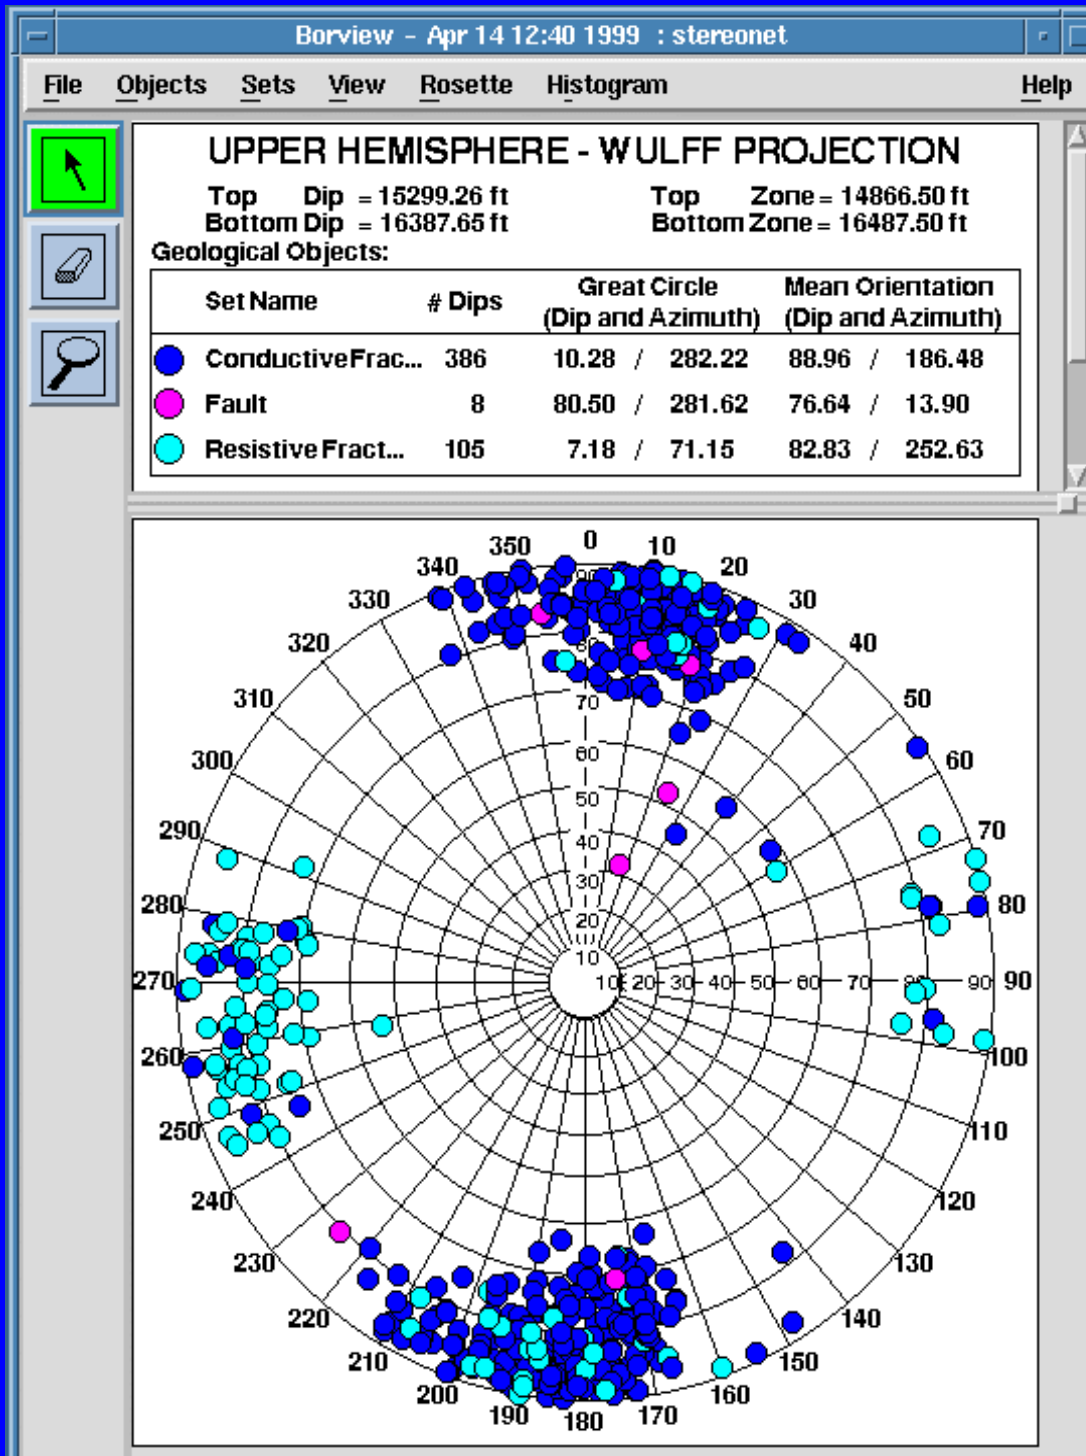 Borview - Apr 14 12:40 1999 : stereonet
File Objects Sets View Rosette Histogram Help
UPPER HEMISPHERE - WULFF PROJECTION
Top Dip = 15299.26 ft Top Zone = 14866.50 ft
Bottom Dip = 16387.65 ft Bottom Zone = 16487.50 ft
Geological Objects:
Set Name # Dips Great Circle (Dip and Azimuth) Mean Orientation (Dip and Azimuth)
Conductive Frac... 386 10.28 / 282.22 88.96 / 186.48
Fault 8 80.50 / 281.62 76.64 / 13.90
Resistive Fract... 105 7.18 / 71.15 82.83 / 252.63
350 0 10
340 20
330 30
320 40
310 50
300 60
290 70
280 80
270 90
260 100
250 110
240 120
230 130
220 140
210 150
200 160
190 180 170
80
70
60
50
40
30
20
10
10 20 30 40 50 60 70 90